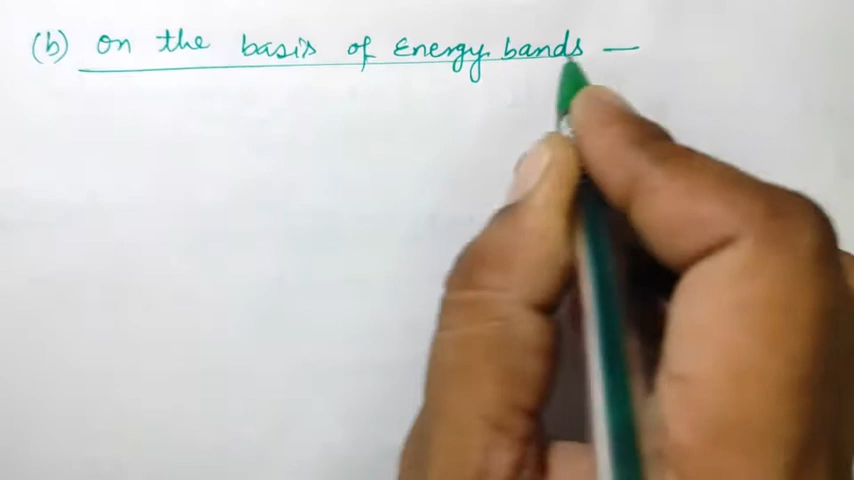 (b) on the basis of Energy bands —